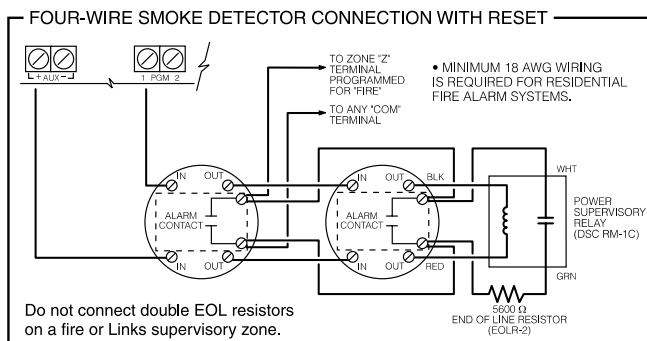 FOUR-WIRE SMOKE DETECTOR CONNECTION WITH RESET
+ AUX -
1 PGM 2
TO ZONE "Z"
TERMINAL
PROGRAMMED
FOR "FIRE"
TO ANY "COM"
TERMINAL
• MINIMUM 18 AWG WIRING
IS REQUIRED FOR RESIDENTIAL
FIRE ALARM SYSTEMS.
IN OUT
ALARM
CONTACT
IN OUT
IN OUT
ALARM
CONTACT
IN OUT
BLK
RED
WHT
POWER
SUPERVISORY
RELAY
(DSC RM-1C)
GRN
5600 Ω
END OF LINE RESISTOR
(EOLR-2)
Do not connect double EOL resistors
on a fire or Links supervisory zone.